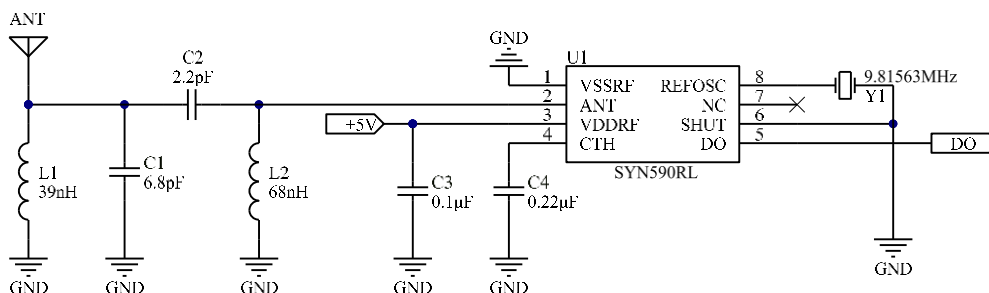 ANT
C2
2.2pF
L1
39nH
C1
6.8pF
L2
68nH
+5V
C3
0.1µF
C4
0.22µF
GND
U1
1 VSSRF REFOSC 8
2 ANT NC 7
3 VDDRF SHUT 6
4 CTH DO 5
SYN590RL
9.81563MHz
Y1
DO
GND
GND GND GND GND GND